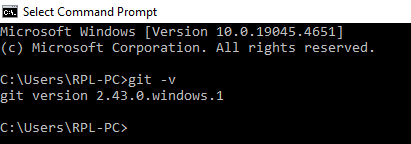 Select Command Prompt
Microsoft Windows [Version 10.0.19045.4651]
(c) Microsoft Corporation. All rights reserved.
C:\Users\RPL-PC>git -v
git version 2.43.0.windows.1
C:\Users\RPL-PC>